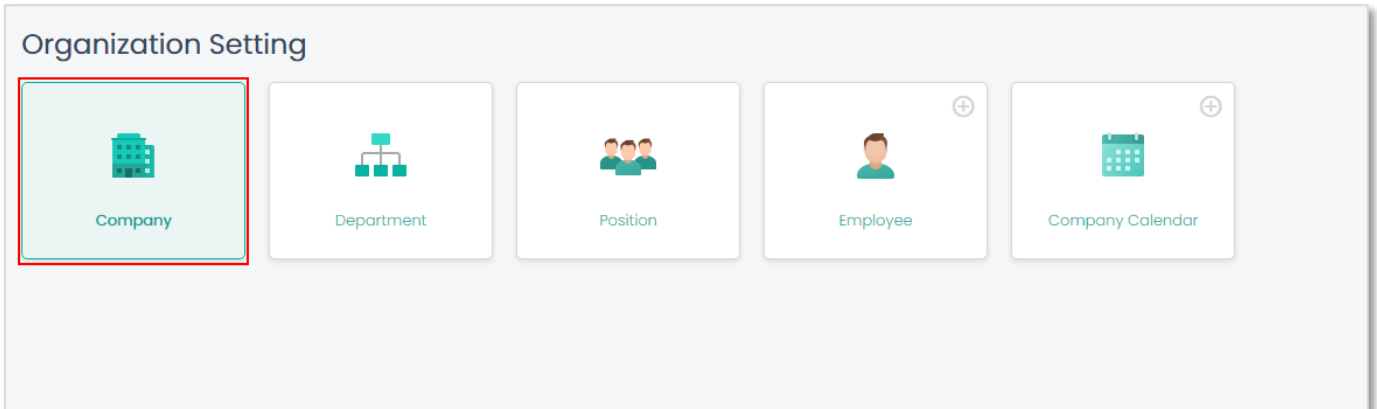 Organization Setting
Company
Department
Position
Employee
Company Calendar